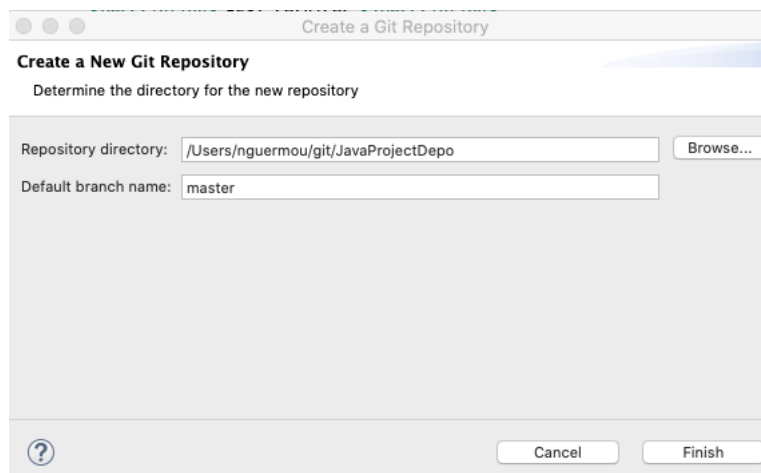 Create a Git Repository
Create a New Git Repository
Determine the directory for the new repository
Repository directory: /Users/nguermou/git/JavaProjectDepo Browse...
Default branch name: master
? Cancel Finish